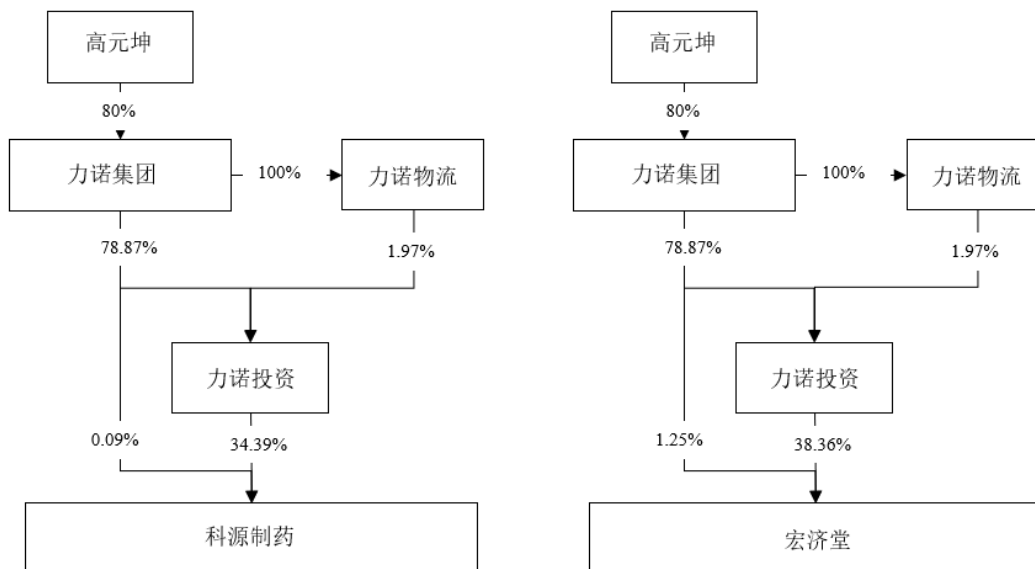 高元坤
80%
力诺集团
100%
力诺物流
78.87%
1.97%
力诺投资
0.09%
34.39%
科源制药
高元坤
80%
力诺集团
100%
力诺物流
78.87%
1.97%
力诺投资
1.25%
38.36%
宏济堂